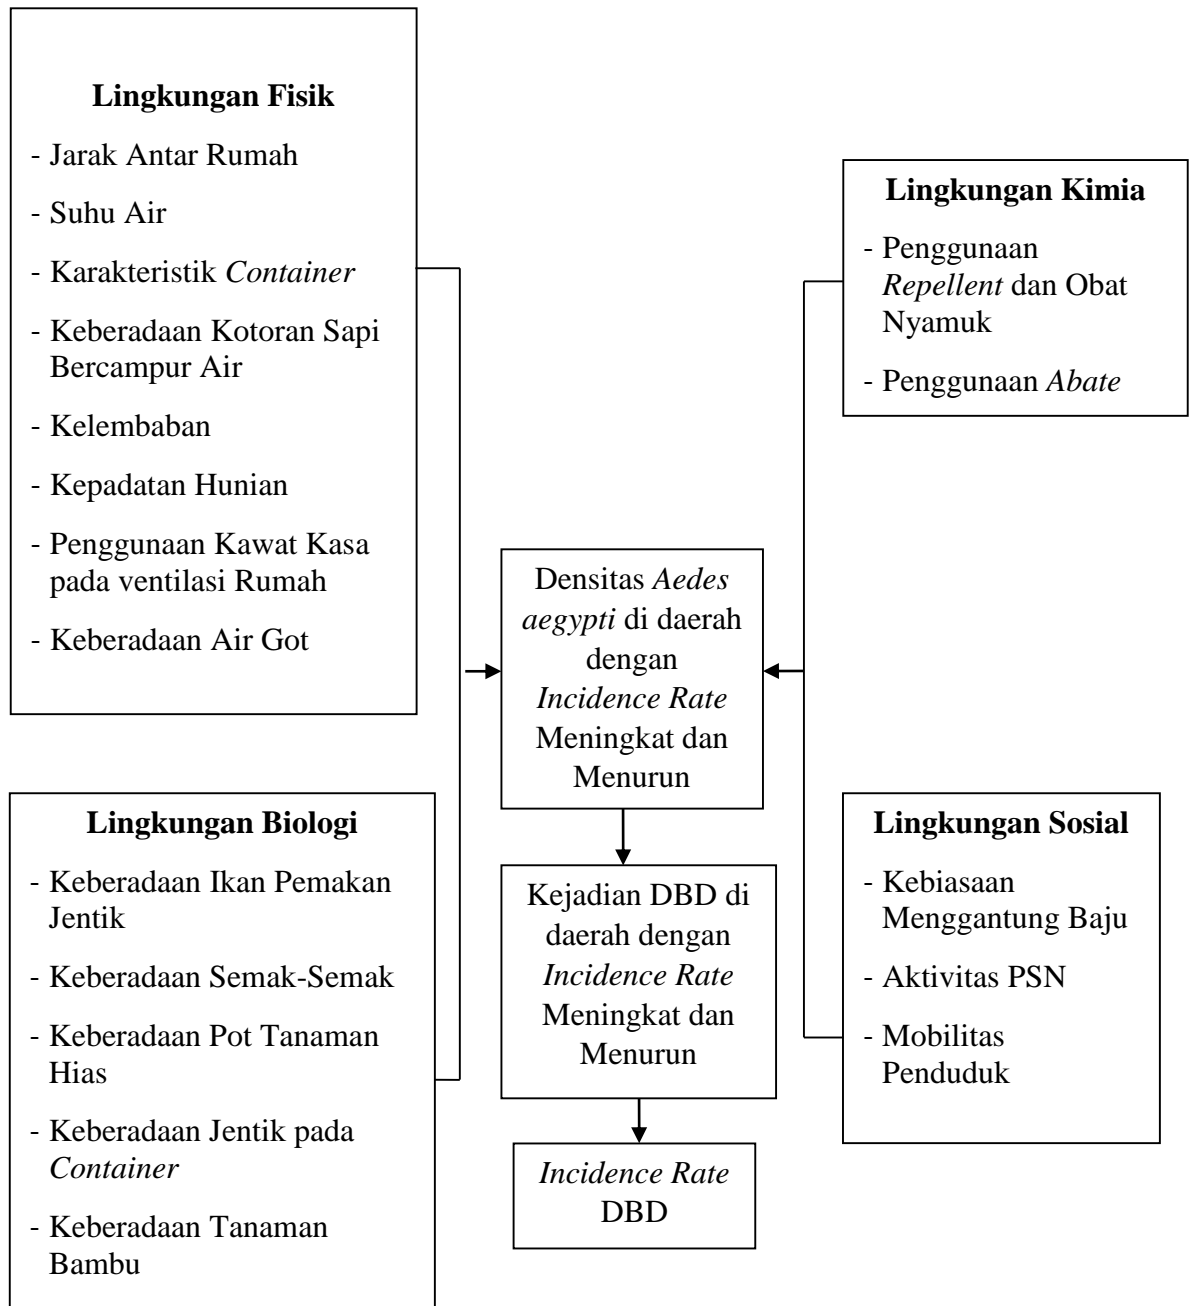 Lingkungan Fisik
- Jarak Antar Rumah
- Suhu Air
- Karakteristik Container
- Keberadaan Kotoran Sapi
Bercampur Air
- Kelembaban
- Kepadatan Hunian
- Penggunaan Kawat Kasa
pada ventilasi Rumah
- Keberadaan Air Got
Lingkungan Biologi
- Keberadaan Ikan Pemakan
Jentik
- Keberadaan Semak-Semak
- Keberadaan Pot Tanaman
Hias
- Keberadaan Jentik pada
Container
- Keberadaan Tanaman
Bambu
Densitas Aedes
aegypti di daerah
dengan
Incidence Rate
Meningkat dan
Menurun
Kejadian DBD di
daerah dengan
Incidence Rate
Meningkat dan
Menurun
Incidence Rate
DBD
Lingkungan Kimia
- Penggunaan
Repellent dan Obat
Nyamuk
- Penggunaan Abate
Lingkungan Sosial
- Kebiasaan
Menggantung Baju
- Aktivitas PSN
- Mobilitas
Penduduk